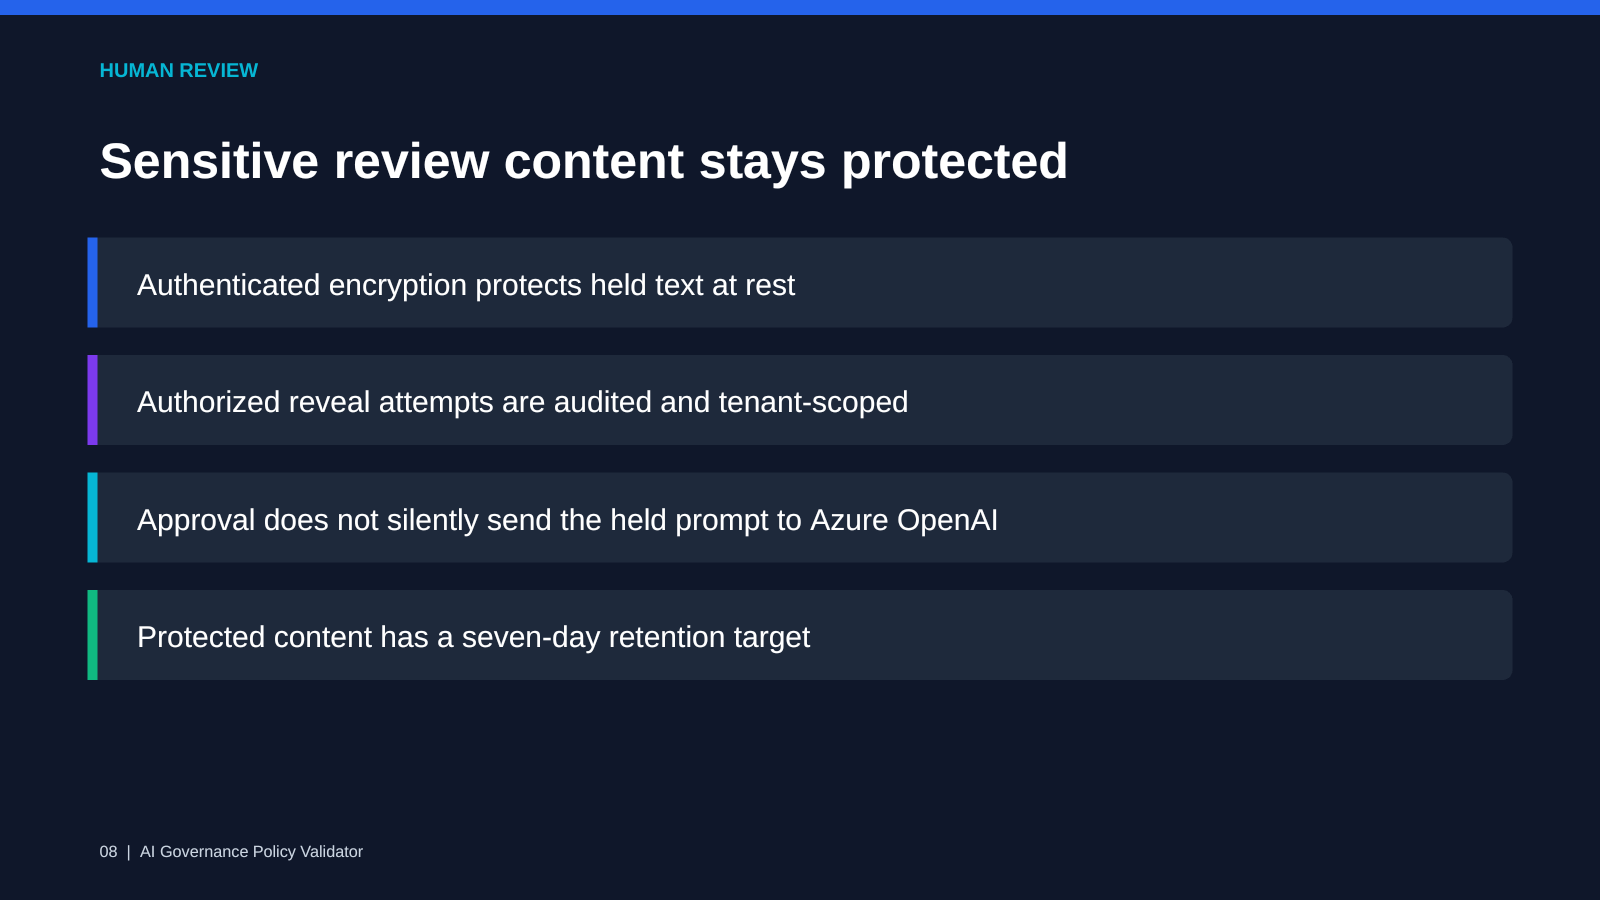 HUMAN REVIEW
Sensitive review content stays protected
Authenticated encryption protects held text at rest
Authorized reveal attempts are audited and tenant-scoped
Approval does not silently send the held prompt to Azure OpenAI
Protected content has a seven-day retention target
08 | AI Governance Policy Validator